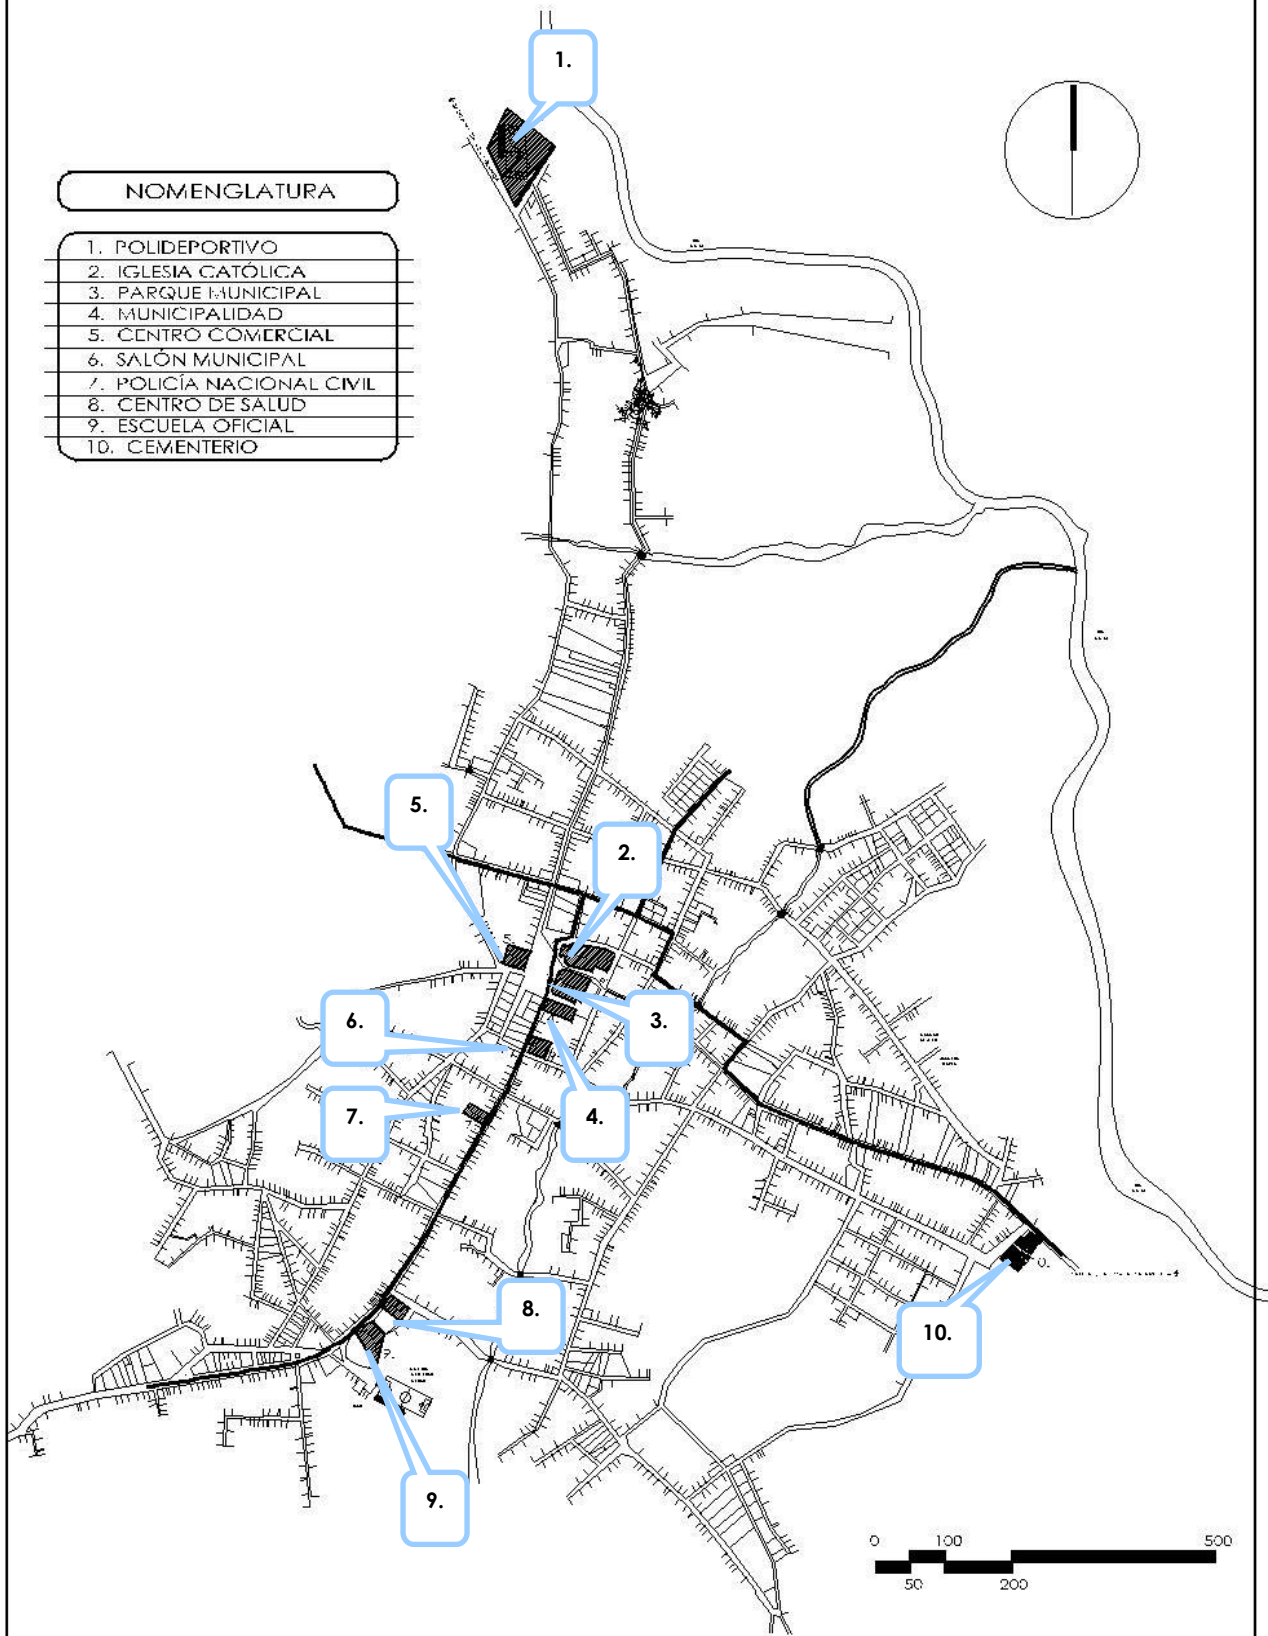 1.
NOMENGLATURA
1. POLIDEPORTIVO
2. IGLESIA CATÓLICA
3. PARQUE MUNICIPAL
4. MUNICIPALIDAD
5. CENTRO COMERCIAL
6. SALÓN MUNICIPAL
7. POLICÍA NACIONAL CIVIL
8. CENTRO DE SALUD
9. ESCUELA OFICIAL
10. CEMENTERIO
5.
2.
6.
3.
7.
4.
8.
10.
9.
0 100 500
50 200